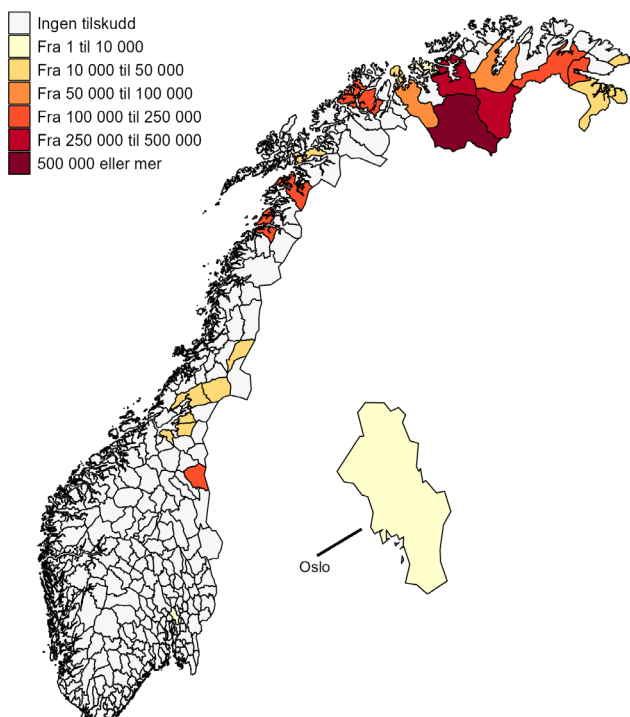 Ingen tilskudd
Fra 1 til 10 000
Fra 10 000 til 50 000
Fra 50 000 til 100 000
Fra 100 000 til 250 000
Fra 250 000 til 500 000
500 000 eller mer
Oslo